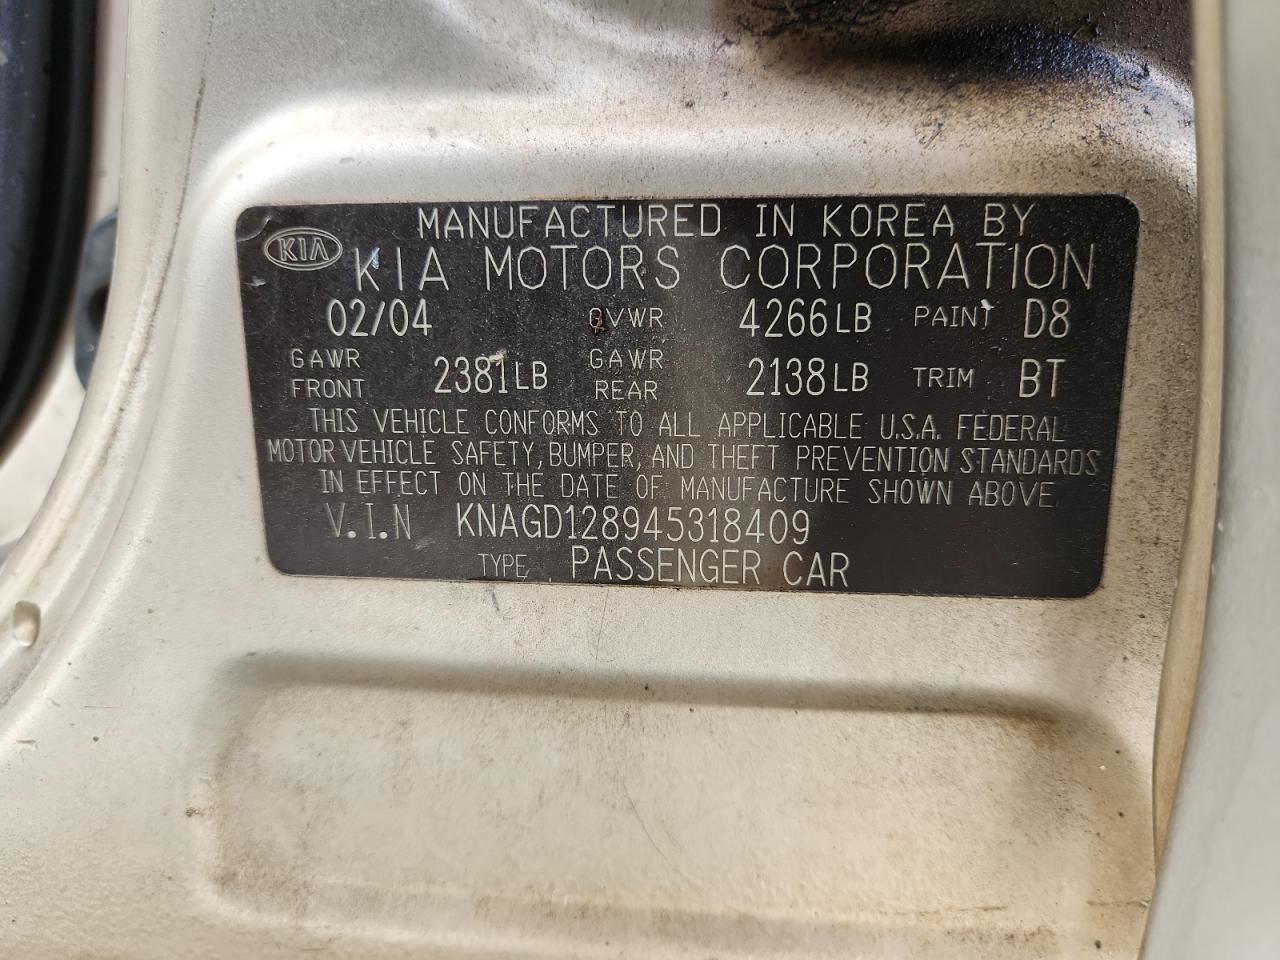 MANUFACTURED IN KOREA BY
KIA KIA MOTORS CORPORATION
02/04 GVWR 4266LB PAINT D8
GAWR FRONT 2381LB GAWR REAR 2138LB TRIM BT
THIS VEHICLE CONFORMS TO ALL APPLICABLE U.S.A. FEDERAL
MOTOR VEHICLE SAFETY, BUMPER, AND THEFT PREVENTION STANDARDS
IN EFFECT ON THE DATE OF MANUFACTURE SHOWN ABOVE
V.I.N KNAGD128945318409
TYPE PASSENGER CAR